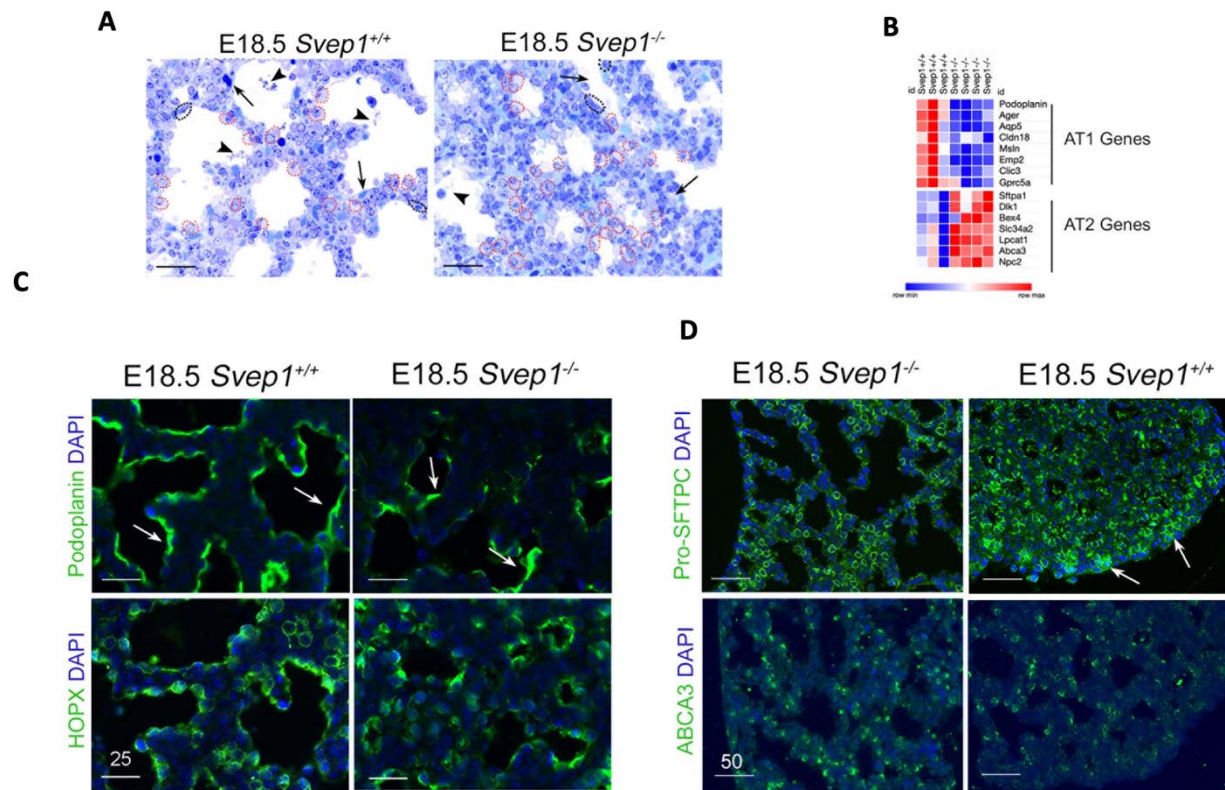 A
E18.5 Svep1+/+
E18.5 Svep1-/-
B
id
Svep1+/+
Svep1+/+
Svep1+/+
Svep1-/-
Svep1-/-
Svep1-/-
Svep1-/-
id
Podoplanin
Ager
Aqp5
Cldn18
Msln
Emp2
Clic3
Gprc5a
AT1 Genes
Sftpa1
Dlk1
Bex4
Slc34a2
Lpcat1
Abca3
Npc2
AT2 Genes
row min
row max
C
E18.5 Svep1+/+
E18.5 Svep1-/-
Podoplanin DAPI
HOPX DAPI
25
D
E18.5 Svep1-/-
E18.5 Svep1+/+
Pro-SFTPC DAPI
ABCA3 DAPI
50